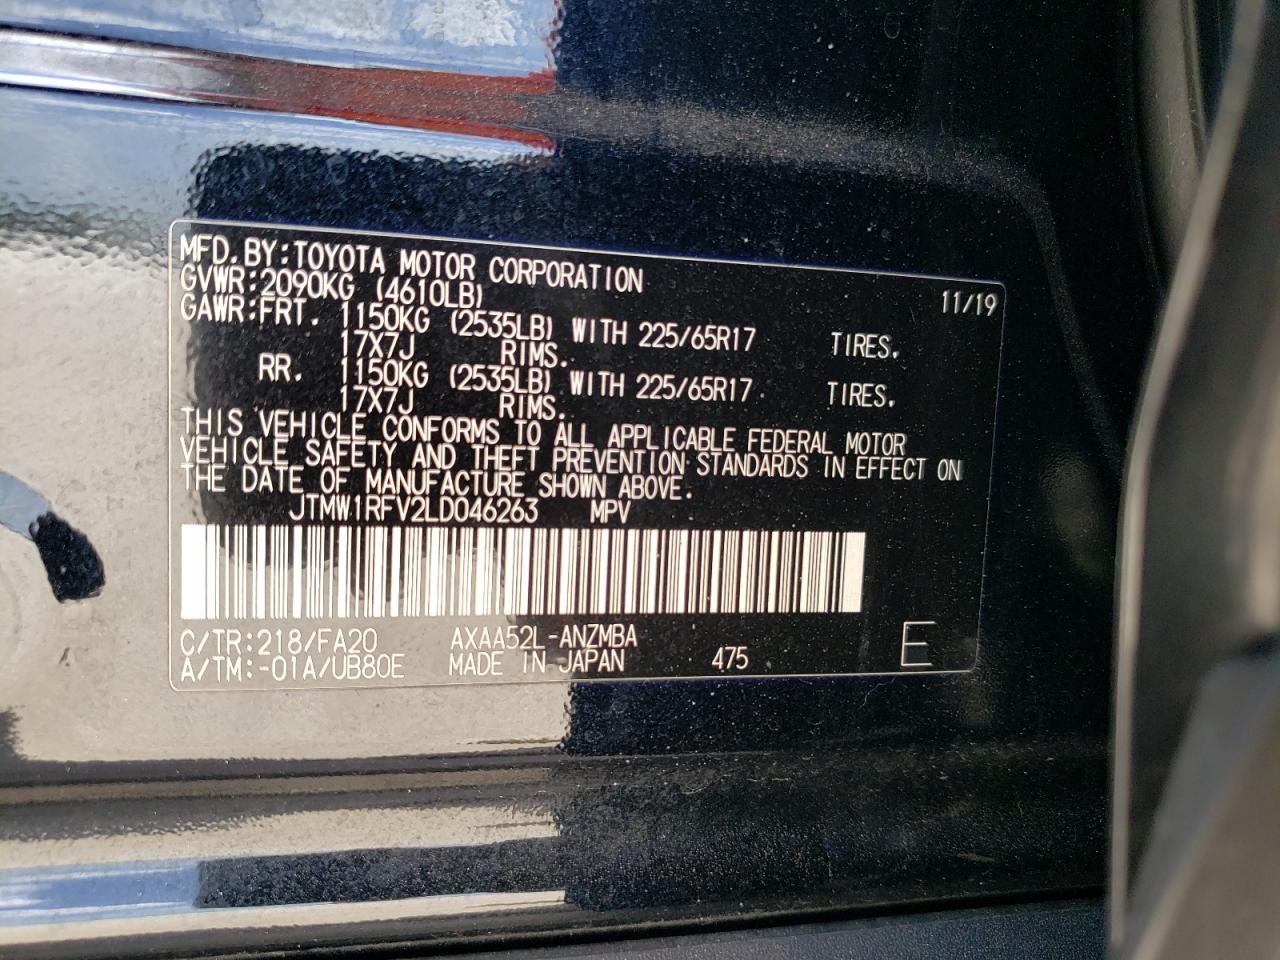 MFD.BY:TOYOTA MOTOR CORPORATION 11/19
GVWR:2090KG (4610LB)
GAWR:FRT. 1150KG (2535LB) WITH 225/65R17 TIRES.
17X7J RIMS.
RR. 1150KG (2535LB) WITH 225/65R17 TIRES.
17X7J RIMS.
THIS VEHICLE CONFORMS TO ALL APPLICABLE FEDERAL MOTOR
VEHICLE SAFETY AND THEFT PREVENTION STANDARDS IN EFFECT ON
THE DATE OF MANUFACTURE SHOWN ABOVE.
JTMW1RFV2LD046263 MPV
C/TR:218/FA20 AXAA52L-ANZMBA
A/TM:-01A/UB80E MADE IN JAPAN 475 E